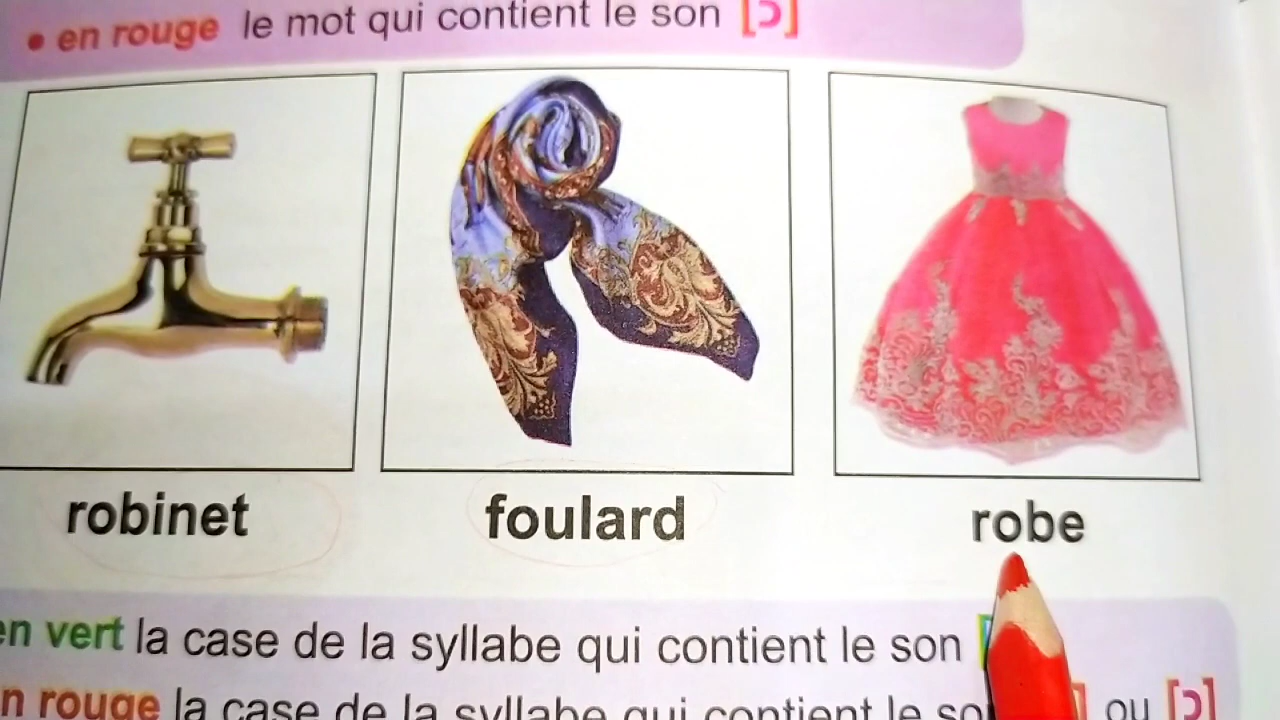 • en rouge le mot qui contient le son [ɔ]
robinet foulard robe
en vert la case de la syllabe qui contient le son
en rouge la case de la syllabe qui contient le son ] ou [ɔ]